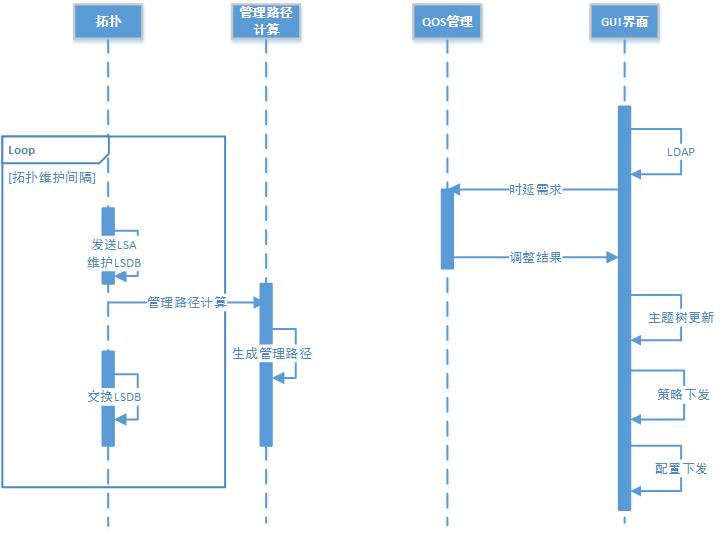 拓扑
管理路径
计算
QOS管理
GUI界面
Loop
[拓扑维护间隔]
LDAP
时延需求
发送LSA
维护LSDB
调整结果
管理路径计算
主题树更新
生成管理路径
交换LSDB
策略下发
配置下发